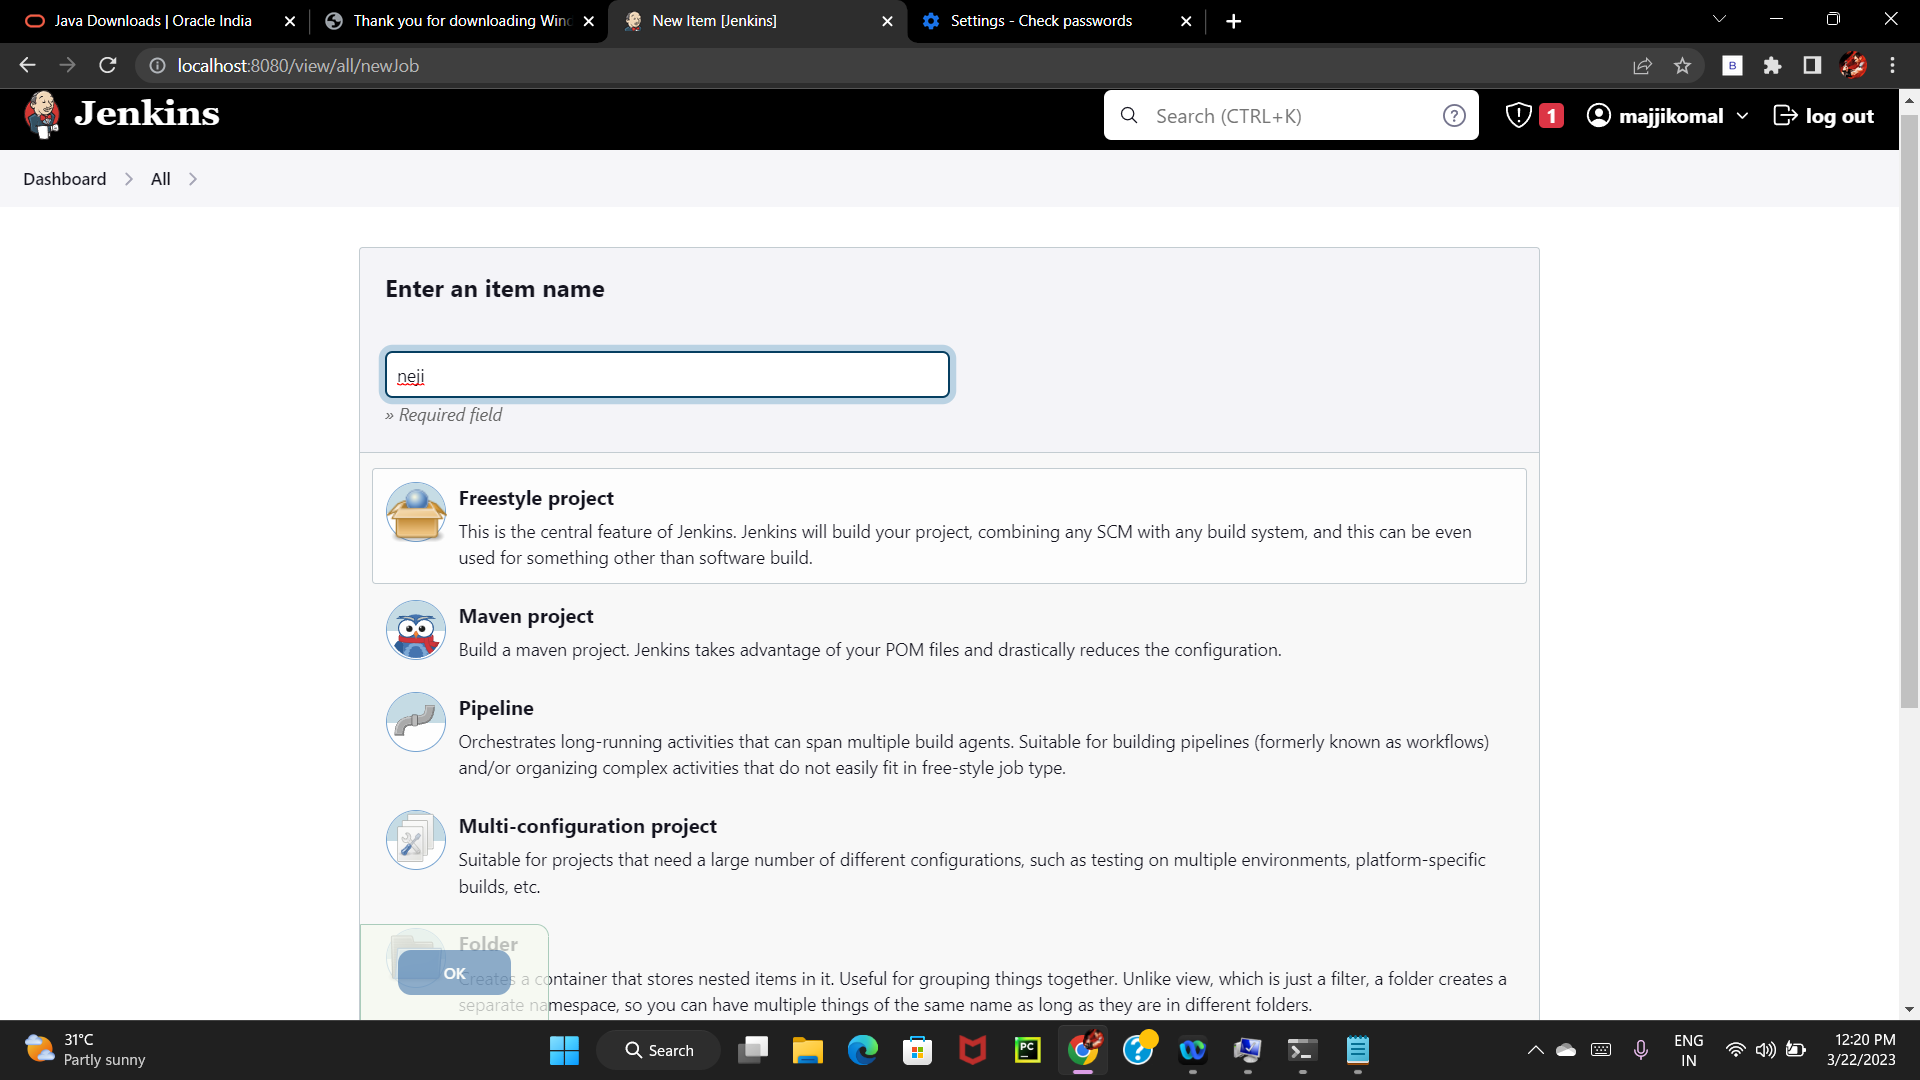 Java Downloads | Oracle India
Thank you for downloading Winc
New Item [Jenkins]
Settings - Check passwords
localhost:8080/view/all/newJob
B
Jenkins
Search (CTRL+K)
?
1
majjikomal
log out
Dashboard
All
Enter an item name
neji
» Required field
Freestyle project
This is the central feature of Jenkins. Jenkins will build your project, combining any SCM with any build system, and this can be even
used for something other than software build.
Maven project
Build a maven project. Jenkins takes advantage of your POM files and drastically reduces the configuration.
Pipeline
Orchestrates long-running activities that can span multiple build agents. Suitable for building pipelines (formerly known as workflows)
and/or organizing complex activities that do not easily fit in free-style job type.
Multi-configuration project
Suitable for projects that need a large number of different configurations, such as testing on multiple environments, platform-specific
builds, etc.
Folder
OK
Creates a container that stores nested items in it. Useful for grouping things together. Unlike view, which is just a filter, a folder creates a
separate namespace, so you can have multiple things of the same name as long as they are in different folders.
31°C
Partly sunny
Search
PC
ENG
IN
12:20 PM
3/22/2023